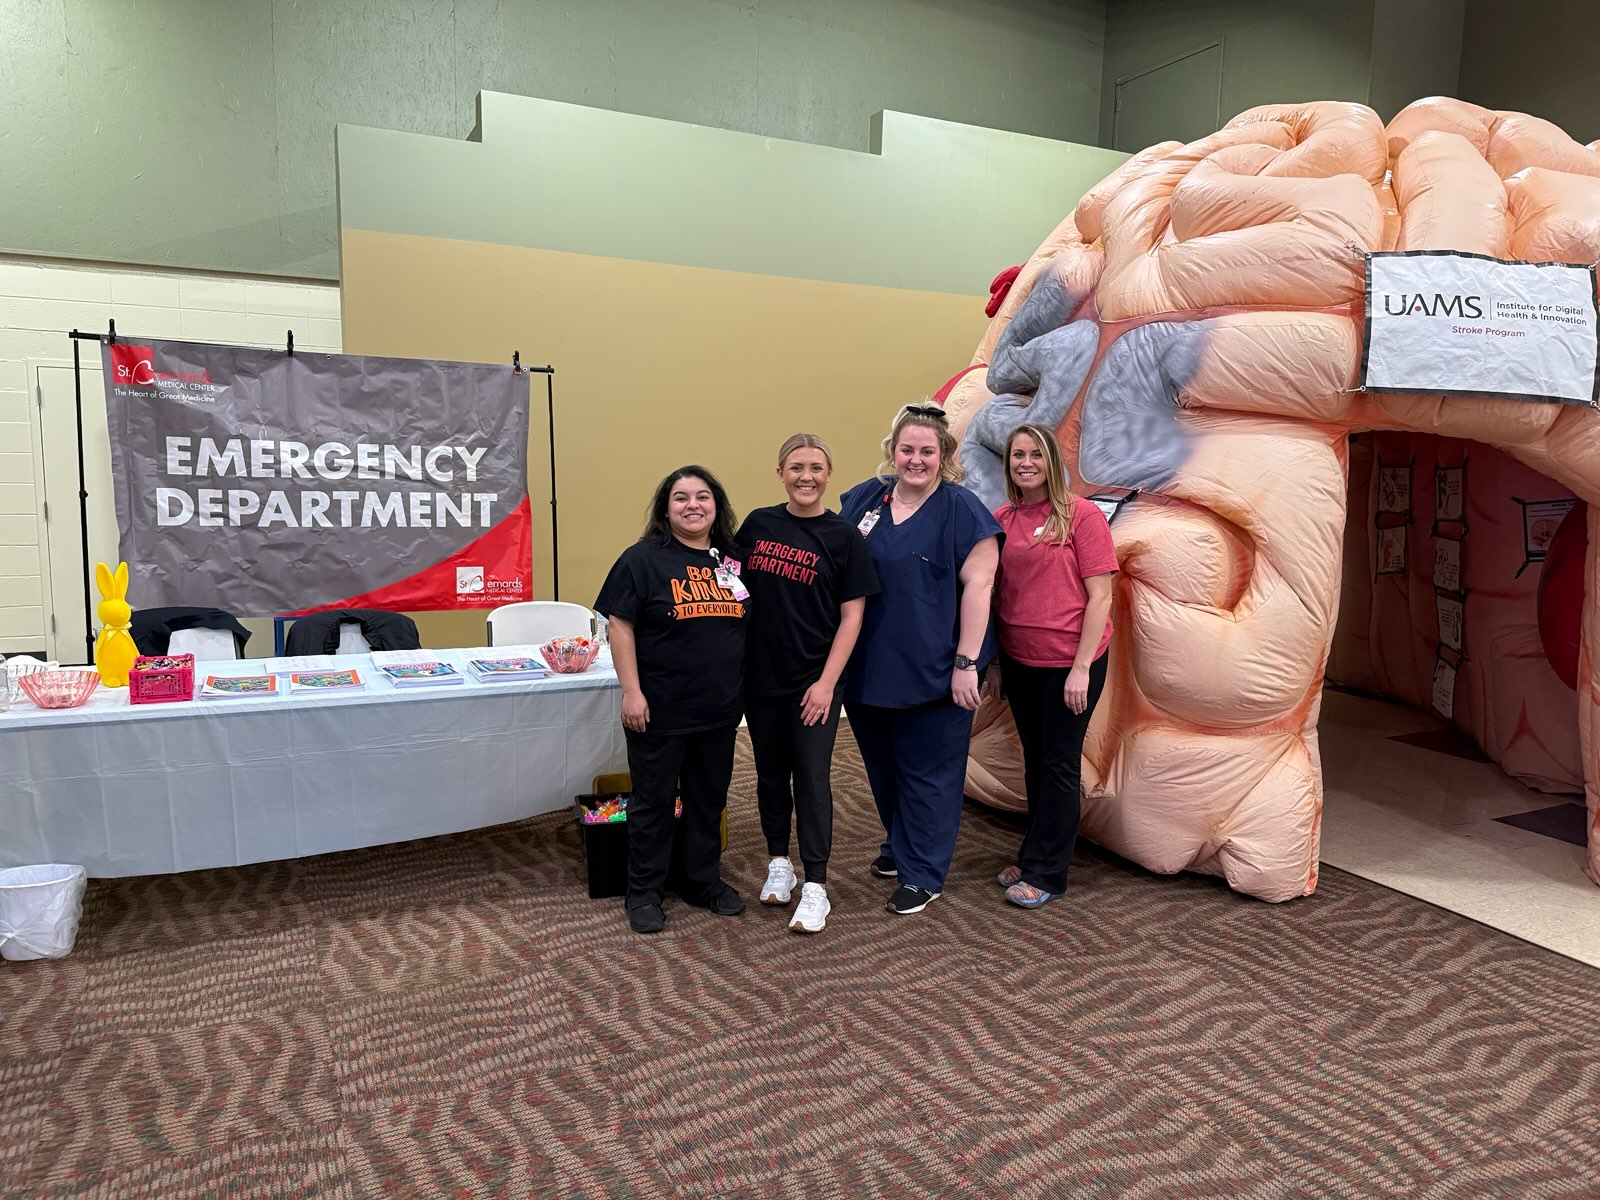 St.
MEDICAL CENTER
The Heart of Great Medicine
EMERGENCY
DEPARTMENT
St. Bernards
MEDICAL CENTER
The Heart of Great Medicine
BE
KIND
TO EVERYONE
EMERGENCY
DEPARTMENT
UAMS
Institute for Digital
Health & Innovation
Stroke Program